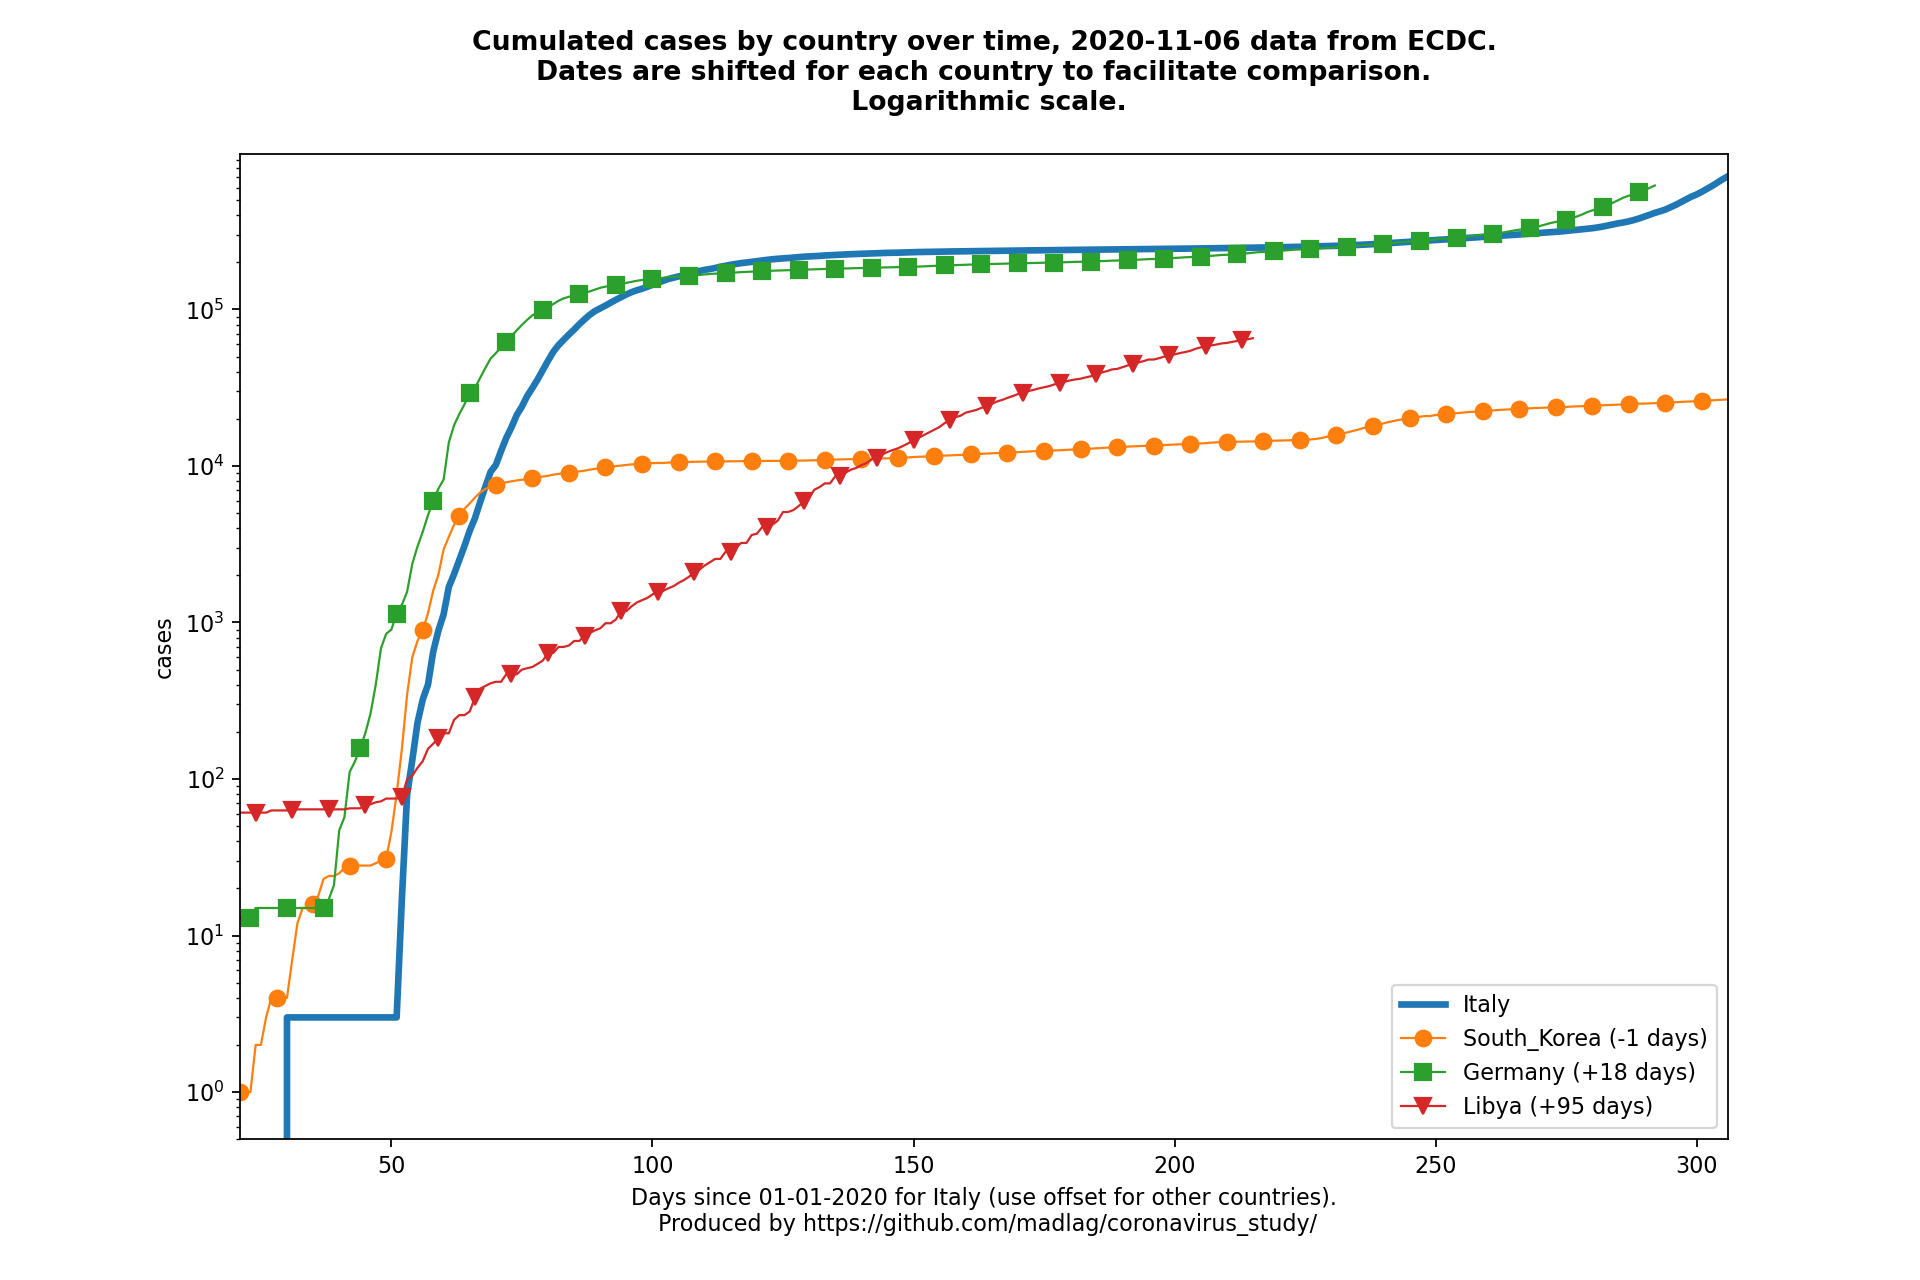 Cumulated cases by country over time, 2020-11-06 data from ECDC.
Dates are shifted for each country to facilitate comparison.
Logarithmic scale.
cases
10^5
10^4
10^3
10^2
10^1
10^0
50
100
150
200
250
300
Italy
South_Korea (-1 days)
Germany (+18 days)
Libya (+95 days)
Days since 01-01-2020 for Italy (use offset for other countries).
Produced by https://github.com/madlag/coronavirus_study/